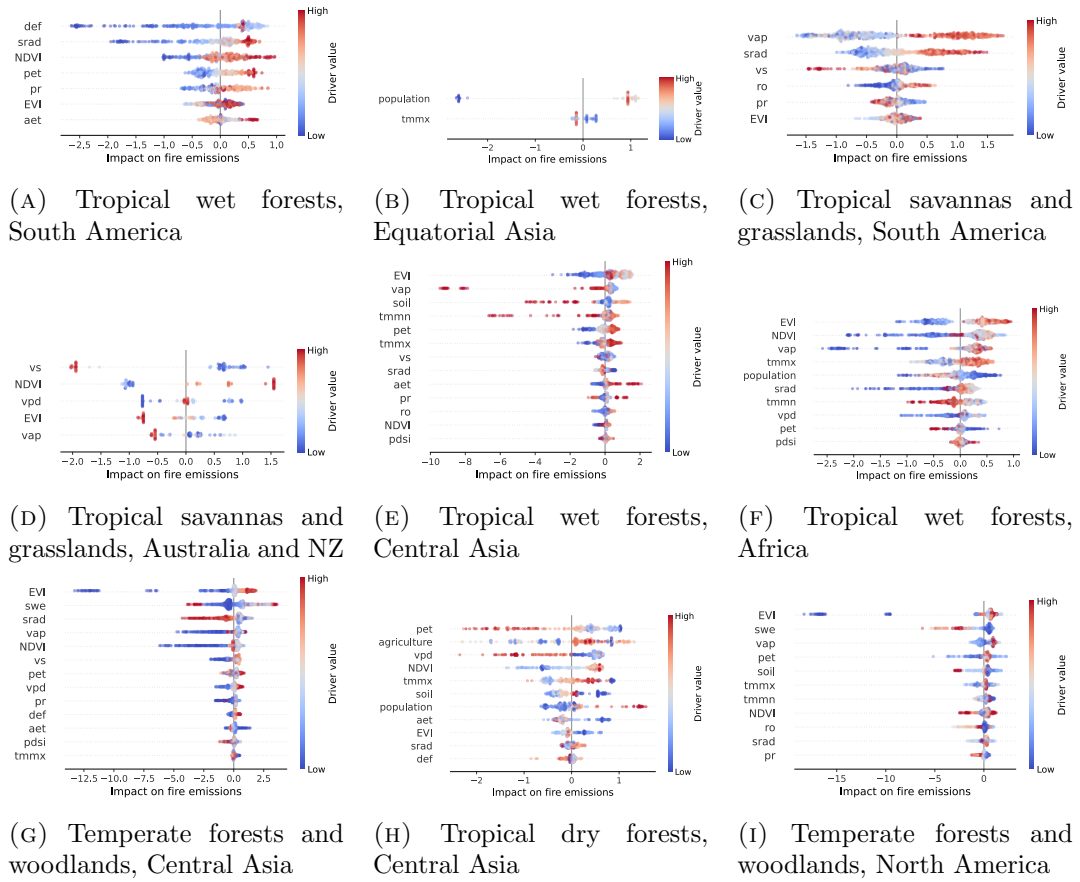 def
srad
NDVI
pet
pr
EVI
aet
−2.5 −2.0 −1.5 −1.0 −0.5 0.0 0.5 1.0
Impact on fire emissions
High
Low
Driver value
(A) Tropical wet forests,
South America
population
tmmx
−2 −1 0 1
Impact on fire emissions
High
Low
Driver value
(B) Tropical wet forests,
Equatorial Asia
vap
srad
vs
ro
pr
EVI
−1.5 −1.0 −0.5 0.0 0.5 1.0 1.5
Impact on fire emissions
High
Low
Driver value
(C) Tropical savannas and
grasslands, South America
vs
NDVI
vpd
EVI
vap
−2.0 −1.5 −1.0 −0.5 0.0 0.5 1.0 1.5
Impact on fire emissions
High
Low
Driver value
(D) Tropical savannas and
grasslands, Australia and NZ
EVI
vap
soil
tmmn
pet
tmmx
vs
srad
aet
pr
ro
NDVI
pdsi
−10 −8 −6 −4 −2 0 2
Impact on fire emissions
High
Low
Driver value
(E) Tropical wet forests,
Central Asia
EVI
NDVI
vap
tmmx
population
srad
tmmn
vpd
pet
pdsi
−2.5 −2.0 −1.5 −1.0 −0.5 0.0 0.5 1.0
Impact on fire emissions
High
Low
Driver value
(F) Tropical wet forests,
Africa
EVI
swe
srad
vap
NDVI
vs
pet
vpd
pr
def
aet
pdsi
tmmx
−12.5 −10.0 −7.5 −5.0 −2.5 0.0 2.5
Impact on fire emissions
High
Low
Driver value
(G) Temperate forests and
woodlands, Central Asia
pet
agriculture
vpd
NDVI
tmmx
soil
population
aet
EVI
srad
def
−2 −1 0 1
Impact on fire emissions
High
Low
Driver value
(H) Tropical dry forests,
Central Asia
EVI
swe
vap
pet
soil
tmmx
tmmn
NDVI
ro
srad
pr
−15 −10 −5 0
Impact on fire emissions
High
Low
Driver value
(I) Temperate forests and
woodlands, North America